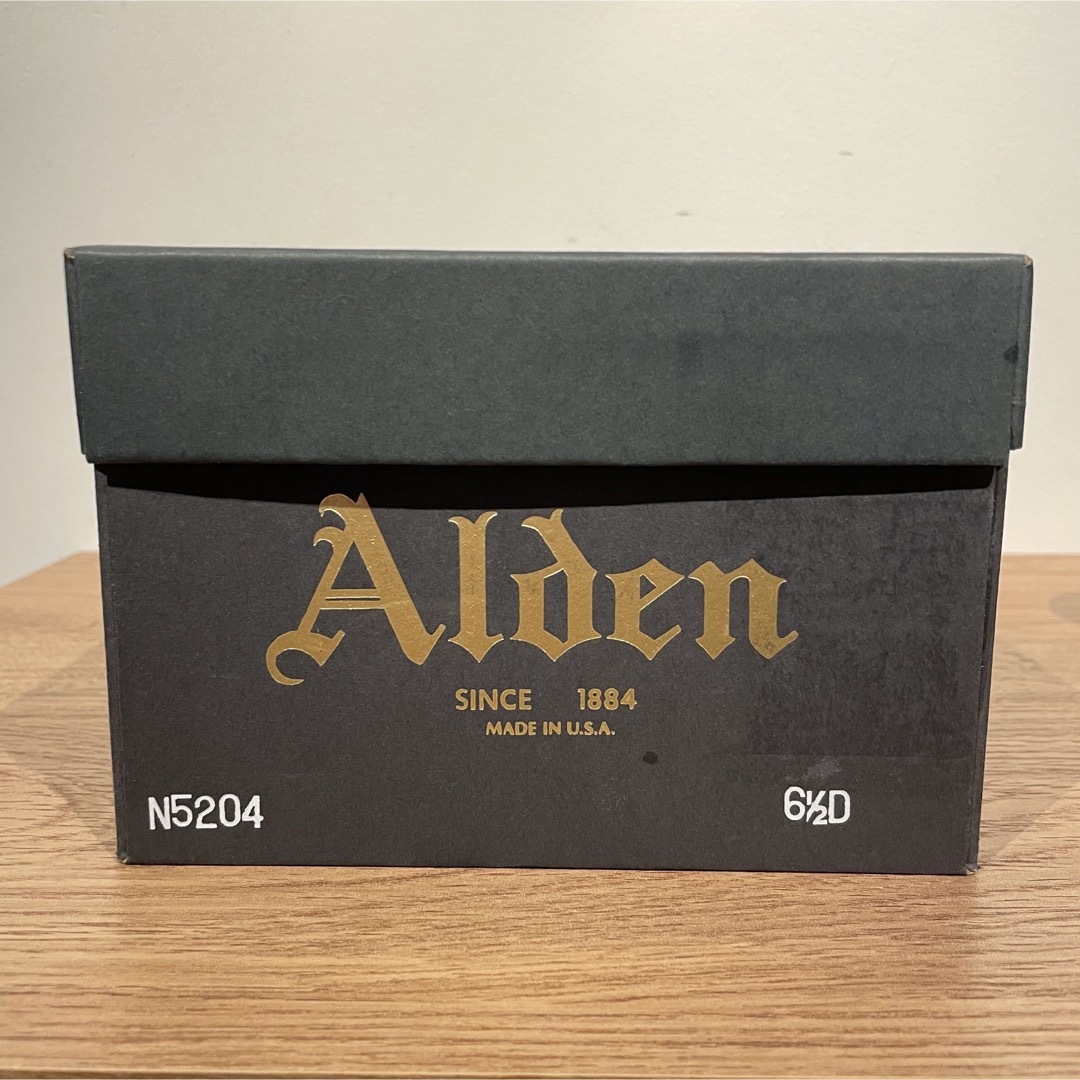 Alden
SINCE 1884
MADE IN U.S.A.
N5204 6½D